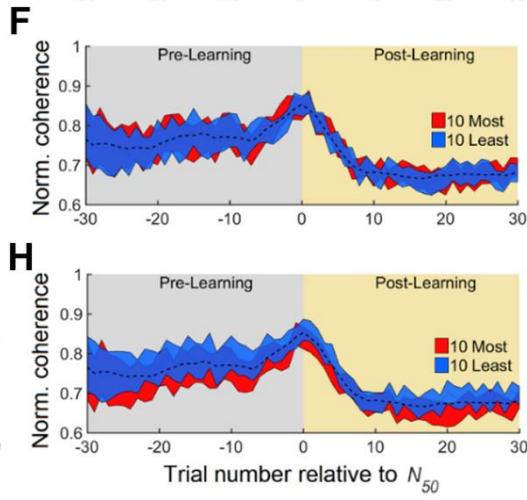 F
Pre-Learning
Post-Learning
Norm. coherence
1
0.9
0.8
0.7
0.6
10 Most
10 Least
-30
-20
-10
0
10
20
30
H
Pre-Learning
Post-Learning
Norm. coherence
1
0.9
0.8
0.7
0.6
10 Most
10 Least
-30
-20
-10
0
10
20
30
Trial number relative to N50